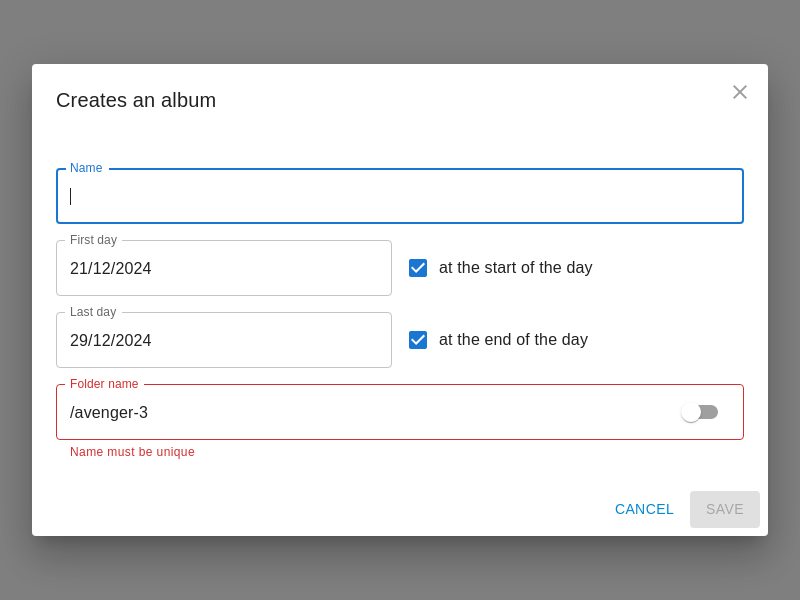 Creates an album
Name
First day
21/12/2024
at the start of the day
Last day
29/12/2024
at the end of the day
Folder name
/avenger-3
Name must be unique
CANCEL SAVE